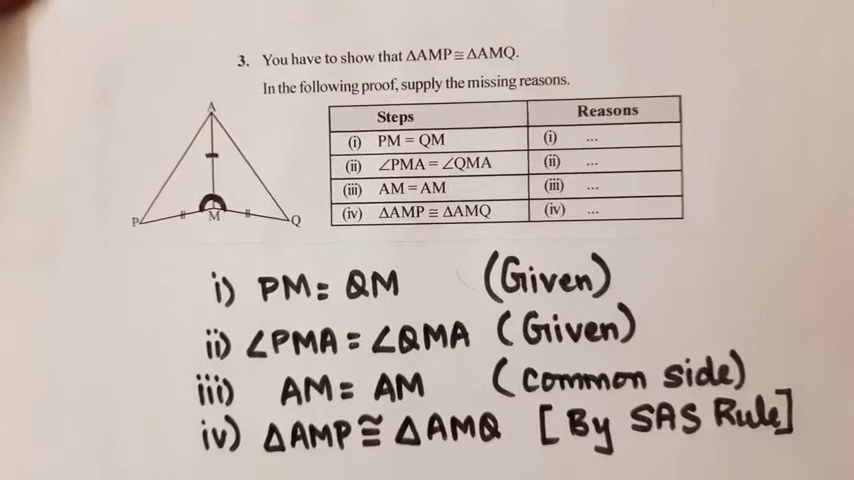 3. You have to show that ΔAMP ≅ ΔAMQ.
In the following proof, supply the missing reasons.
A
P
M
Q
Steps Reasons
(i) PM = QM (i) ...
(ii) ∠PMA = ∠QMA (ii) ...
(iii) AM = AM (iii) ...
(iv) ΔAMP ≅ ΔAMQ (iv) ...
i) PM = QM (Given)
ii) ∠PMA = ∠QMA (Given)
iii) AM = AM (common side)
iv) ΔAMP ≅ ΔAMQ [By SAS Rule]